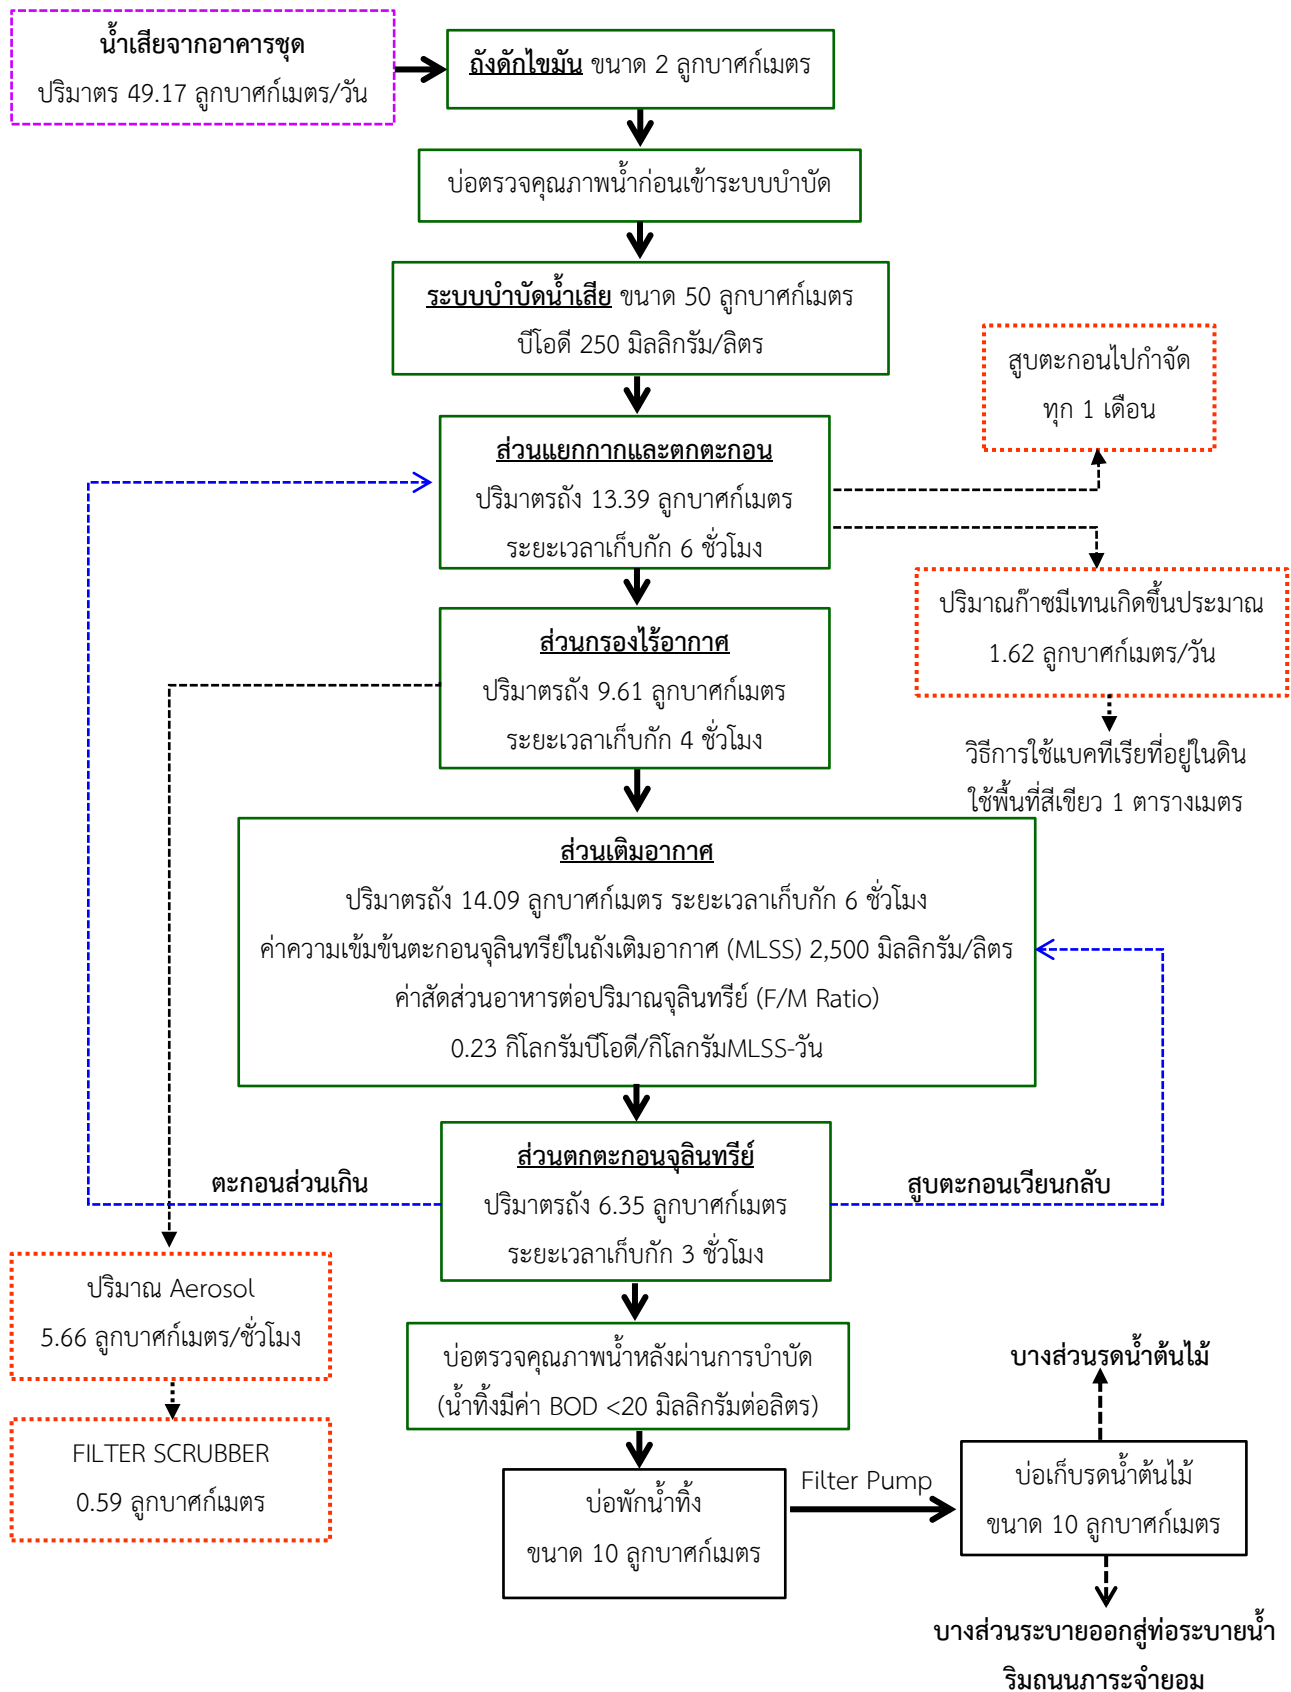 น้ำเสียจากอาคารชุด
ปริมาตร 49.17 ลูกบาศก์เมตร/วัน
ถังดักไขมัน ขนาด 2 ลูกบาศก์เมตร
บ่อตรวจคุณภาพน้ำก่อนเข้าระบบบำบัด
ระบบบำบัดน้ำเสีย ขนาด 50 ลูกบาศก์เมตร
บีโอดี 250 มิลลิกรัม/ลิตร
สูบตะกอนไปกำจัด
ทุก 1 เดือน
ส่วนแยกกากและตกตะกอน
ปริมาตรถัง 13.39 ลูกบาศก์เมตร
ระยะเวลาเก็บกัก 6 ชั่วโมง
ปริมาณก๊าซมีเทนเกิดขึ้นประมาณ
1.62 ลูกบาศก์เมตร/วัน
วิธีการใช้แบคทีเรียที่อยู่ในดิน
ใช้พื้นที่สีเขียว 1 ตารางเมตร
ส่วนกรองไร้อากาศ
ปริมาตรถัง 9.61 ลูกบาศก์เมตร
ระยะเวลาเก็บกัก 4 ชั่วโมง
ส่วนเติมอากาศ
ปริมาตรถัง 14.09 ลูกบาศก์เมตร ระยะเวลาเก็บกัก 6 ชั่วโมง
ค่าความเข้มข้นตะกอนจุลินทรีย์ในถังเติมอากาศ (MLSS) 2,500 มิลลิกรัม/ลิตร
ค่าสัดส่วนอาหารต่อปริมาณจุลินทรีย์ (F/M Ratio)
0.23 กิโลกรัมบีโอดี/กิโลกรัมMLSS-วัน
ตะกอนส่วนเกิน
ส่วนตกตะกอนจุลินทรีย์
ปริมาตรถัง 6.35 ลูกบาศก์เมตร
ระยะเวลาเก็บกัก 3 ชั่วโมง
สูบตะกอนเวียนกลับ
ปริมาณ Aerosol
5.66 ลูกบาศก์เมตร/ชั่วโมง
FILTER SCRUBBER
0.59 ลูกบาศก์เมตร
บ่อตรวจคุณภาพน้ำหลังผ่านการบำบัด
(น้ำทิ้งมีค่า BOD <20 มิลลิกรัมต่อลิตร)
บ่อพักน้ำทิ้ง
ขนาด 10 ลูกบาศก์เมตร
Filter Pump
บางส่วนรดน้ำต้นไม้
บ่อเก็บรดน้ำต้นไม้
ขนาด 10 ลูกบาศก์เมตร
บางส่วนระบายออกสู่ท่อระบายน้ำ
ริมถนนภาระจำยอม